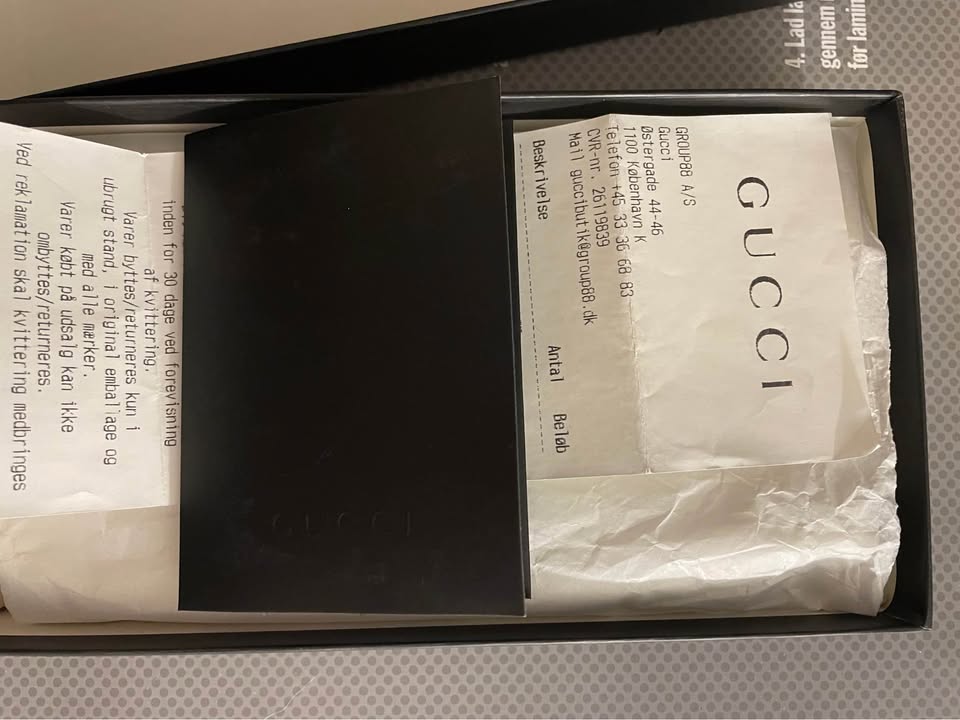 GUCCI
GROUP88 A/S
Gucci
Østergade 44-46
1100 København K
Telefon +45 33 36 68 83
CVR-nr. 26119839
Mail guccibutik@group88.dk
Beskrivelse Antal Beløb
GUCCI
inden for 30 dage ved forevisning
af kvittering.
Varer byttes/returneres kun i
ubrugt stand, i original emballage og
med alle mærker.
Varer købt på udsalg kan ikke
ombyttes/returneres.
Ved reklamation skal kvittering medbringes
4. Lad
gennem
for